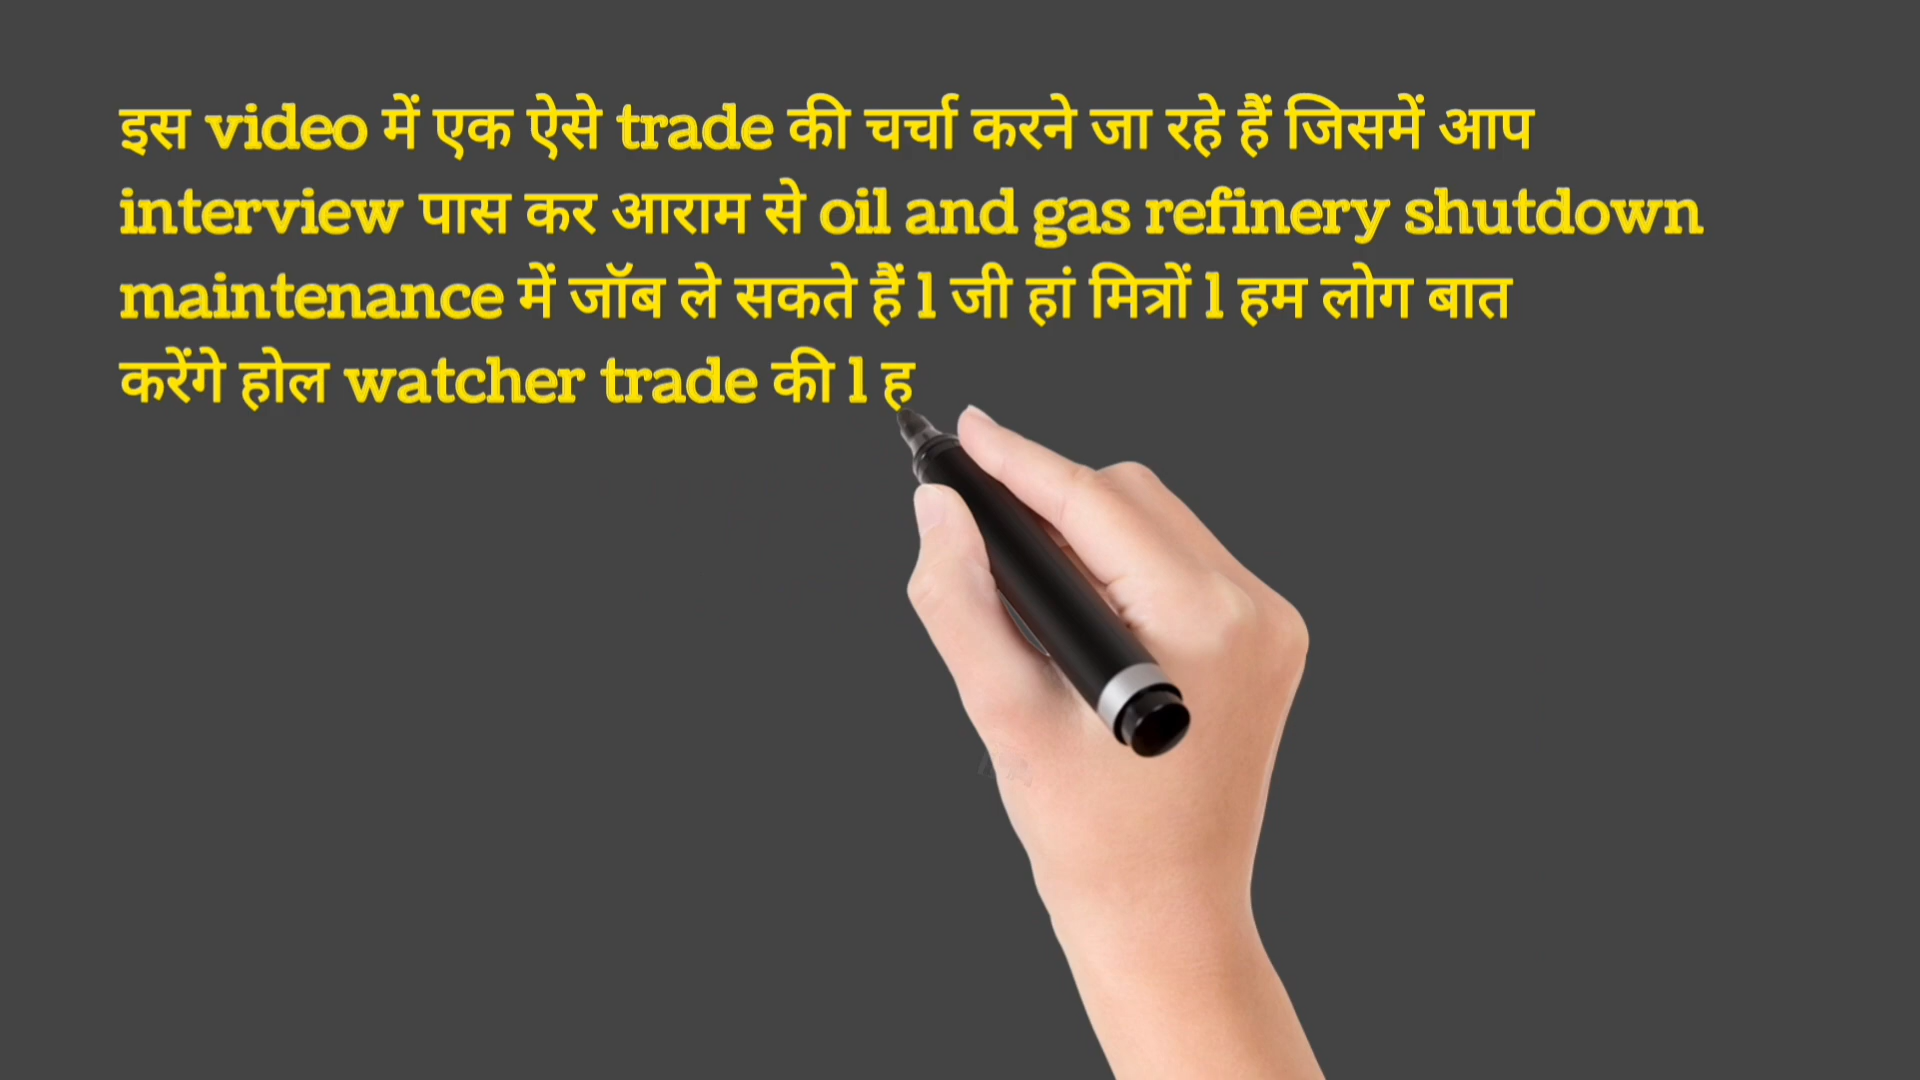 इस video में एक ऐसे trade की चर्चा करने जा रहे हैं जिसमें आप
interview पास कर आराम से oil and gas refinery shutdown
maintenance में जॉब ले सकते हैं l जी हां मित्रों l हम लोग बात
करेंगे होल watcher trade की l ह